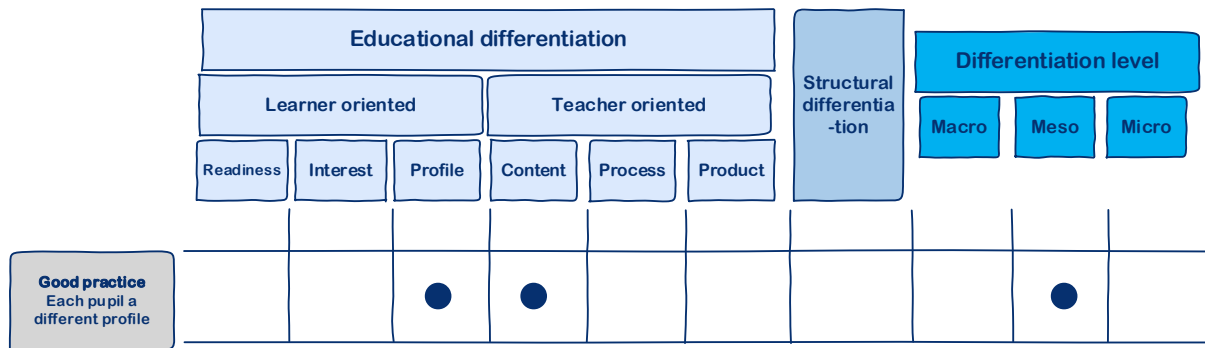 Educational differentiation
Structural
differentia
-tion
Differentiation level
Learner oriented
Teacher oriented
Macro
Meso
Micro
Readiness
Interest
Profile
Content
Process
Product
Good practice
Each pupil a
different profile